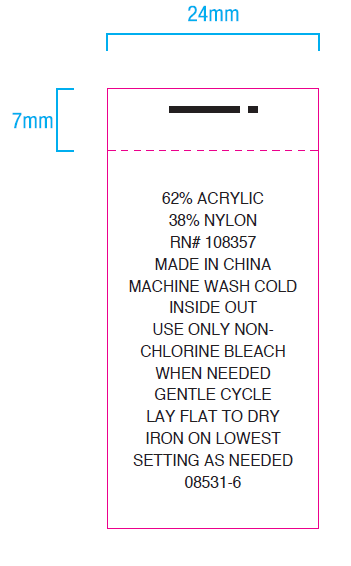 24mm
7mm
62% ACRYLIC
38% NYLON
RN# 108357
MADE IN CHINA
MACHINE WASH COLD
INSIDE OUT
USE ONLY NON-
CHLORINE BLEACH
WHEN NEEDED
GENTLE CYCLE
LAY FLAT TO DRY
IRON ON LOWEST
SETTING AS NEEDED
08531-6